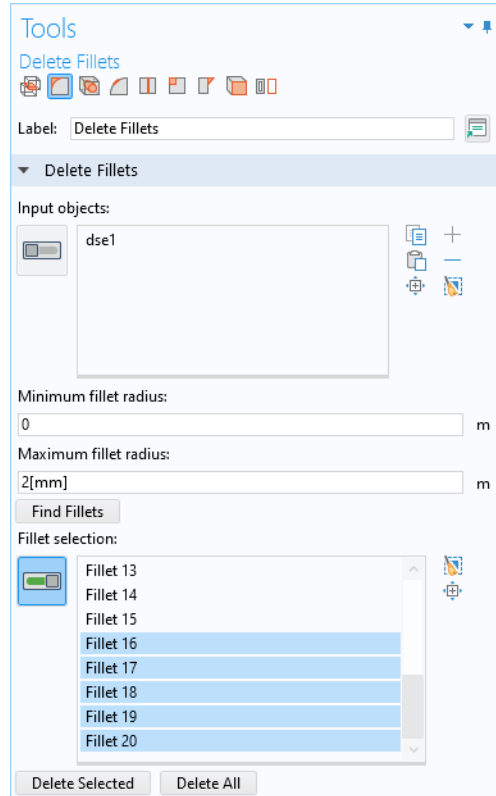 Tools
Delete Fillets
Label: Delete Fillets
Delete Fillets
Input objects:
dse1
Minimum fillet radius:
0 m
Maximum fillet radius:
2[mm] m
Find Fillets
Fillet selection:
Fillet 13
Fillet 14
Fillet 15
Fillet 16
Fillet 17
Fillet 18
Fillet 19
Fillet 20
Delete Selected Delete All